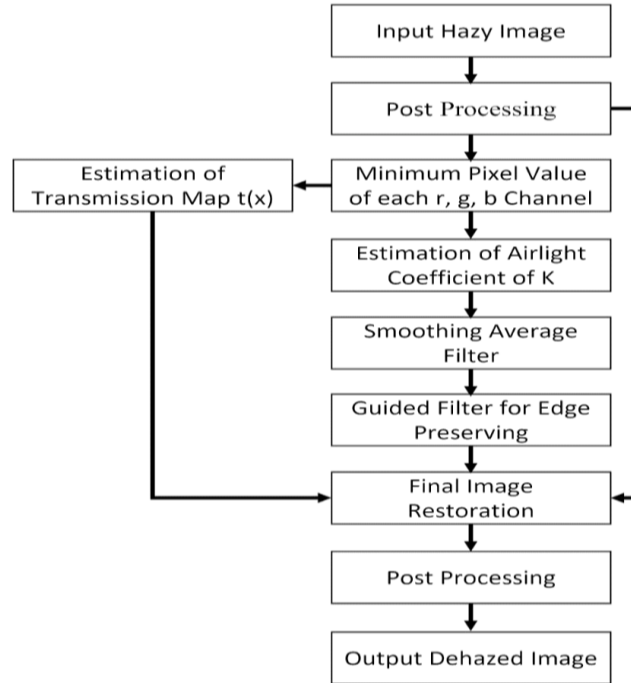 Input Hazy Image
Post Processing
Estimation of
Transmission Map t(x)
Minimum Pixel Value
of each r, g, b Channel
Estimation of Airlight
Coefficient of K
Smoothing Average
Filter
Guided Filter for Edge
Preserving
Final Image
Restoration
Post Processing
Output Dehazed Image